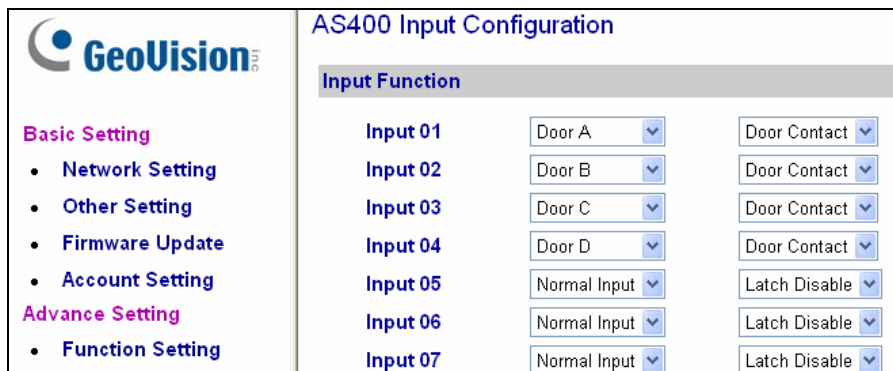 GeoVision inc
Basic Setting
• Network Setting
• Other Setting
• Firmware Update
• Account Setting
Advance Setting
• Function Setting
AS400 Input Configuration
Input Function
Input 01 Door A Door Contact
Input 02 Door B Door Contact
Input 03 Door C Door Contact
Input 04 Door D Door Contact
Input 05 Normal Input Latch Disable
Input 06 Normal Input Latch Disable
Input 07 Normal Input Latch Disable